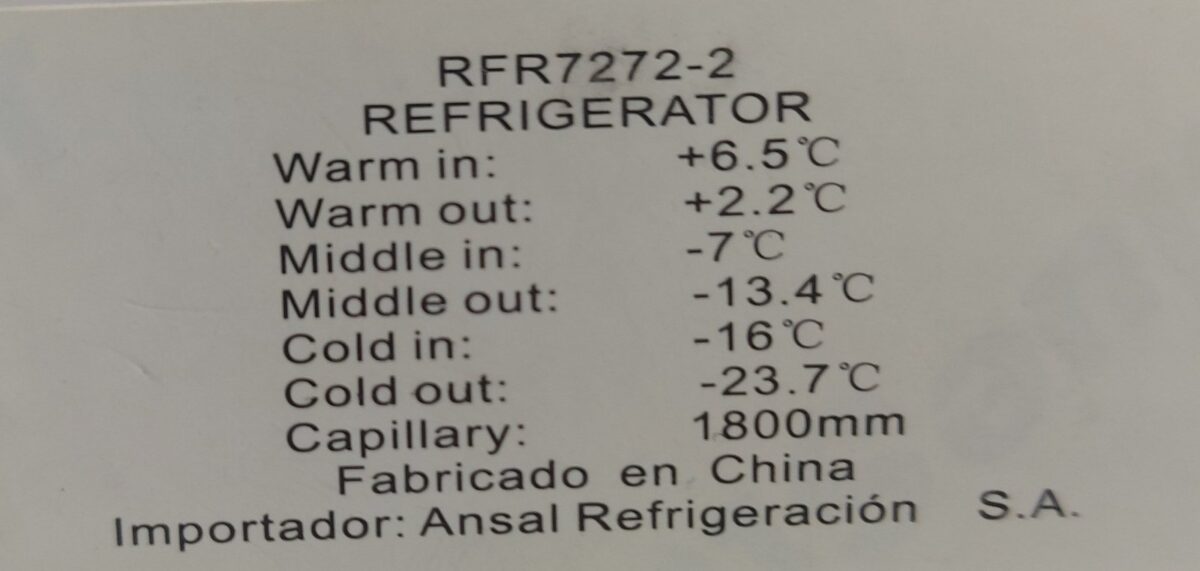 RFR7272-2
REFRIGERATOR
Warm in: +6.5℃
Warm out: +2.2℃
Middle in: -7℃
Middle out: -13.4℃
Cold in: -16℃
Cold out: -23.7℃
Capillary: 1800mm
Fabricado en China
Importador: Ansal Refrigeración S.A.